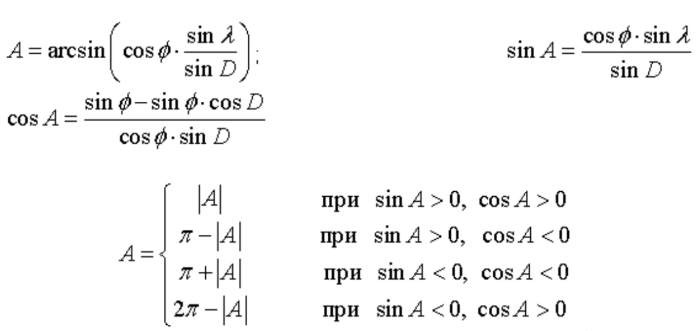 A = arcsin(cos ϕ · sin λ / sin D); sin A = cos ϕ · sin λ / sin D
cos A = sin ϕ − sin ϕ · cos D / cos ϕ · sin D
A = { |A| при sin A > 0, cos A > 0
π − |A| при sin A > 0, cos A < 0
π + |A| при sin A < 0, cos A < 0
2π − |A| при sin A < 0, cos A > 0